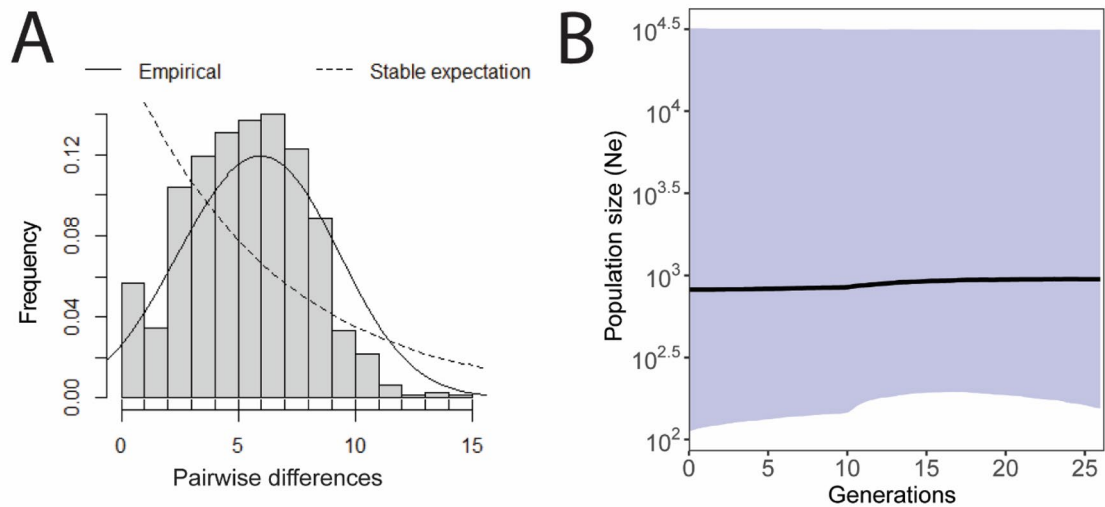 A
Empirical
Stable expectation
Frequency
0.12
0.08
0.04
0.00
0
5
10
15
Pairwise differences
B
Population size (Ne)
10^4.5
10^4
10^3.5
10^3
10^2.5
10^2
0
5
10
15
20
25
Generations